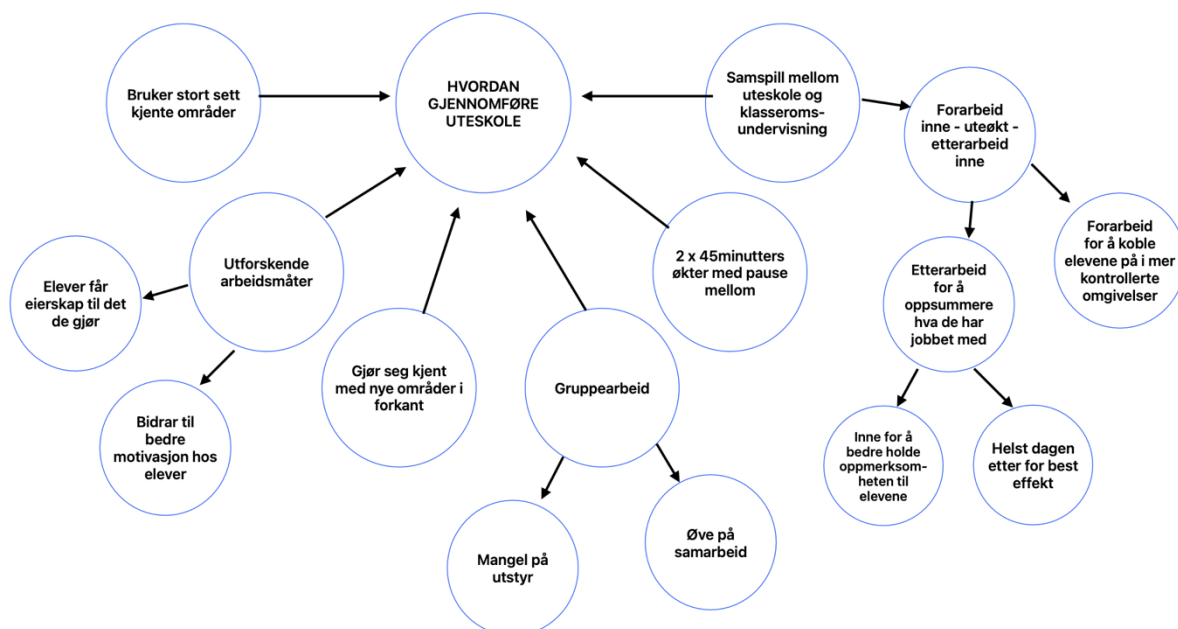 HVORDAN
GJENNOMFØRE
UTESKOLE
Bruker stort sett
kjente områder
Samspill mellom
uteskole og
klasseroms-
undervisning
Forarbeid
inne - uteøkt -
etterarbeid
inne
Forarbeid
for å koble
elevene på i mer
kontrollerte
omgivelser
Etterarbeid
for å
oppsummere
hva de har
jobbet med
Inne for å
bedre holde
oppmerksom-
heten til
elevene
Helst dagen
etter for best
effekt
2 x 45minutters
økter med pause
mellom
Utforskende
arbeidsmåter
Elever får
eierskap til det
de gjør
Bidrar til
bedre
motivasjon hos
elever
Gjør seg kjent
med nye områder i
forkant
Gruppearbeid
Mangel på
utstyr
Øve på
samarbeid